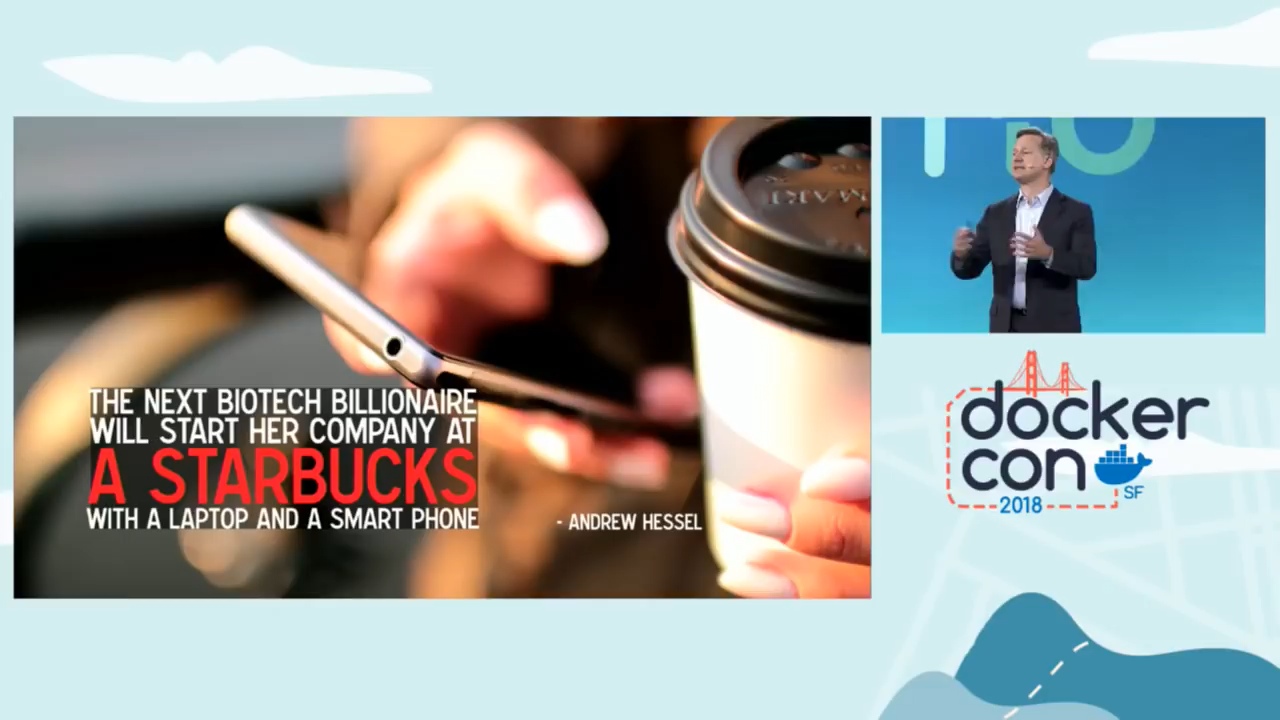 THE NEXT BIOTECH BILLIONAIRE
WILL START HER COMPANY AT
A STARBUCKS
WITH A LAPTOP AND A SMART PHONE
- ANDREW HESSEL
docker
con
2018
SF